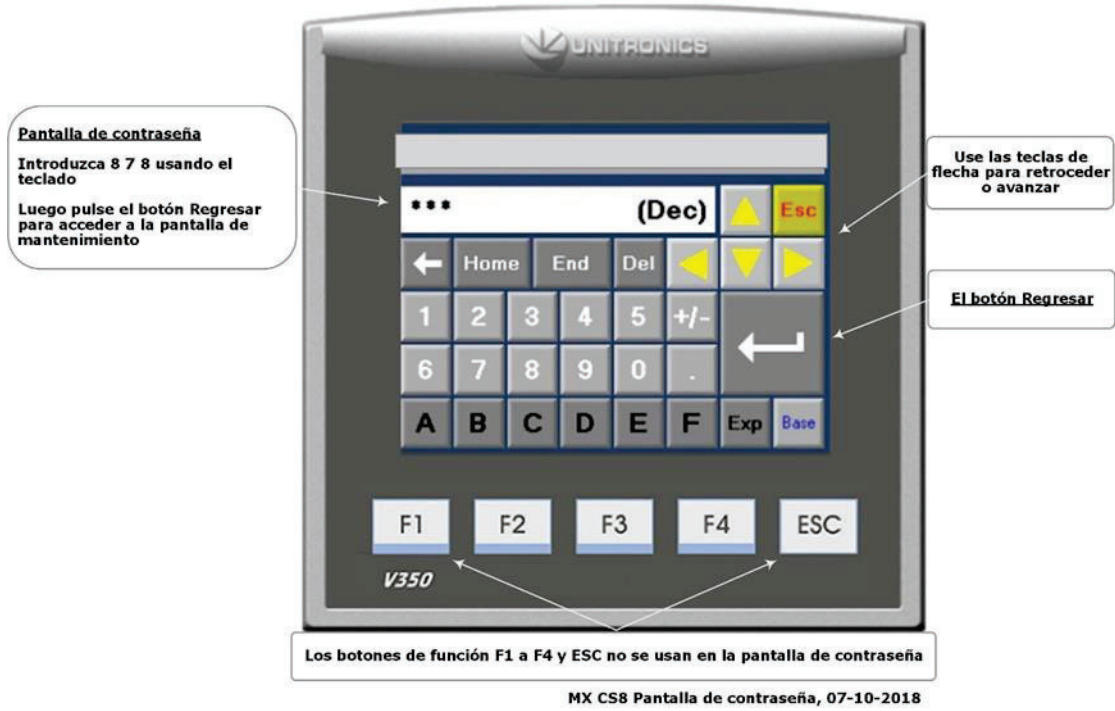 UNITRONICS
Pantalla de contraseña
Introduzca 8 7 8 usando el
teclado
Luego pulse el botón Regresar
para acceder a la pantalla de
mantenimiento
Use las teclas de
flecha para retroceder
o avanzar
El botón Regresar
*** (Dec) Esc
Home End Del
1 2 3 4 5 +/-
6 7 8 9 0 .
A B C D E F Exp Base
F1 F2 F3 F4 ESC
V350
Los botones de función F1 a F4 y ESC no se usan en la pantalla de contraseña
MX CS8 Pantalla de contraseña, 07-10-2018